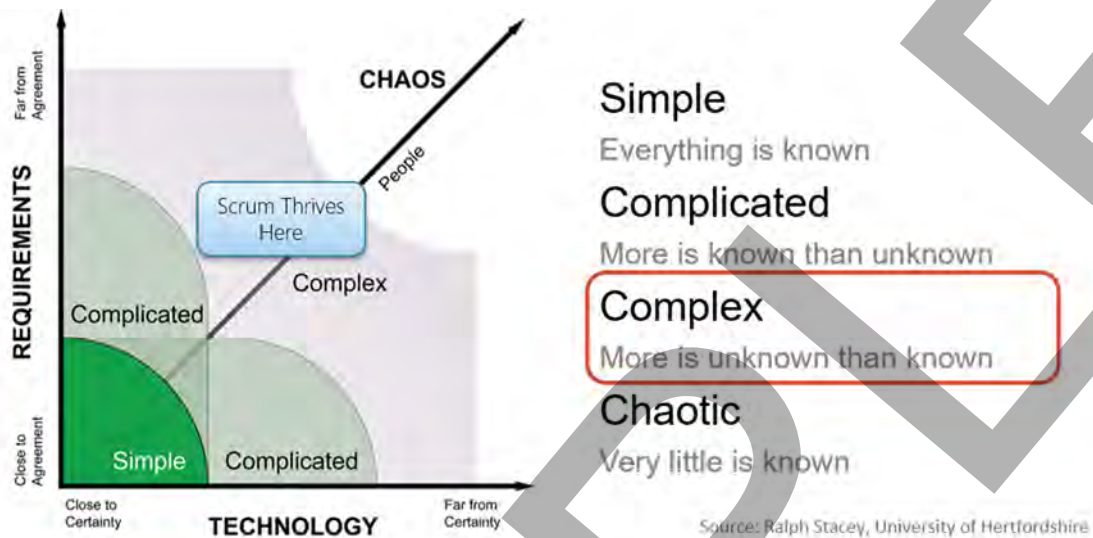 Far from
Agreement
REQUIREMENTS
Close to
Agreement
CHAOS
People
Scrum Thrives
Here
Complex
Complicated
Simple
Complicated
Close to
Certainty
TECHNOLOGY
Far from
Certainty
Simple
Everything is known
Complicated
More is known than unknown
Complex
More is unknown than known
Chaotic
Very little is known
Source: Ralph Stacey, University of Hertfordshire